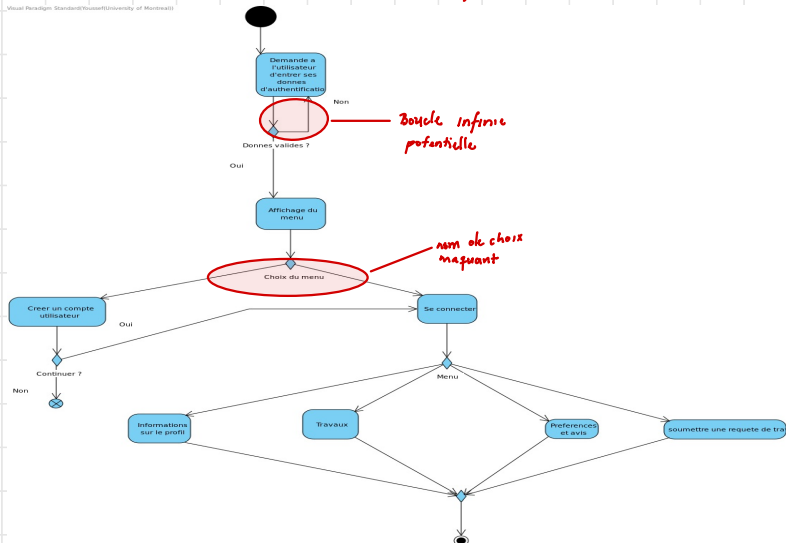 Visual Paradigm Standard(Youssef(University of Montreal))
Demande a
l'utilisateur
d'entrer ses
donnes
d'authentificatio
Non
Boucle infinie
potentielle
Donnes valides ?
Oui
Affichage du
menu
nom de choix
maquant
Choix du menu
Creer un compte
utilisateur
Se connecter
Oui
Continuer ?
Menu
Non
Informations
sur le profil
Travaux
Preferences
et avis
soumettre une requete de tra